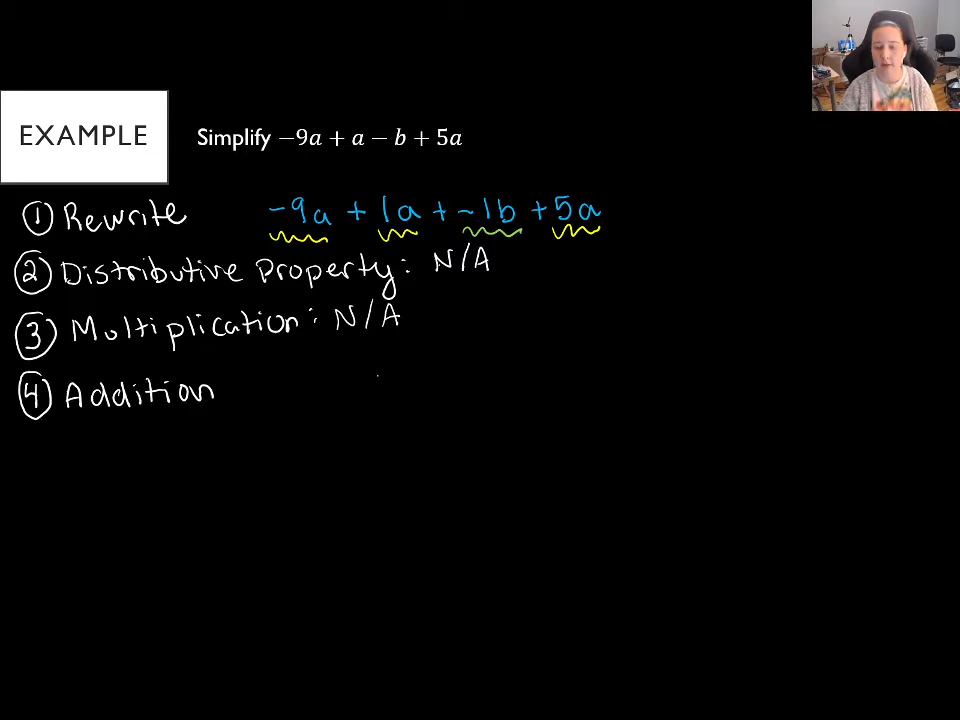 EXAMPLE
Simplify −9a + a − b + 5a
① Rewrite -9a + 1a + -1b + 5a
② Distributive Property: N/A
③ Multiplication: N/A
④ Addition